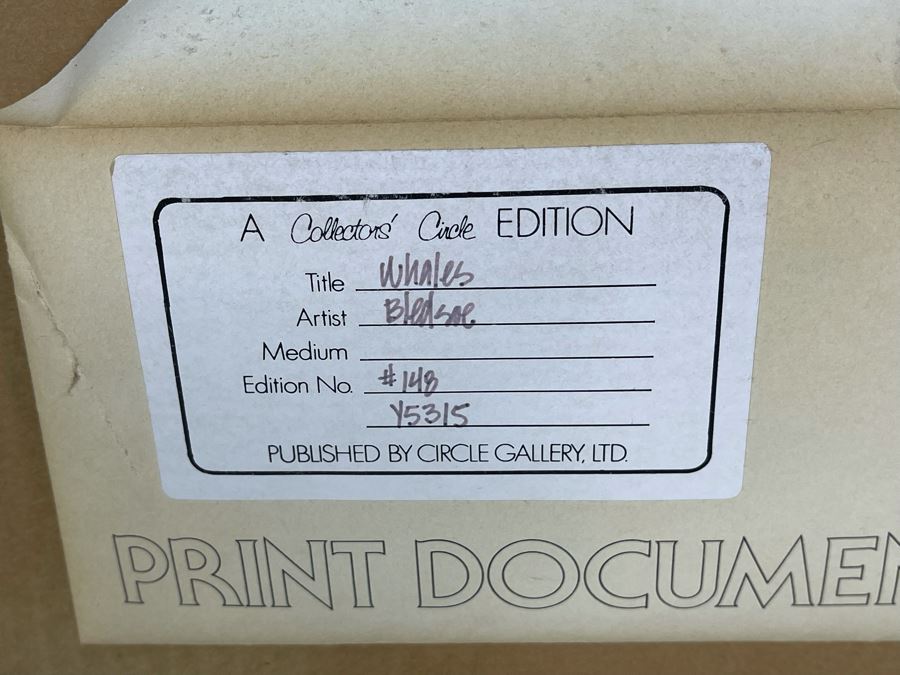 A Collectors' Circle EDITION
Title Whales
Artist Bledsoe
Medium
Edition No. #148
Y5315
PUBLISHED BY CIRCLE GALLERY, LTD.
PRINT DOCUMEN